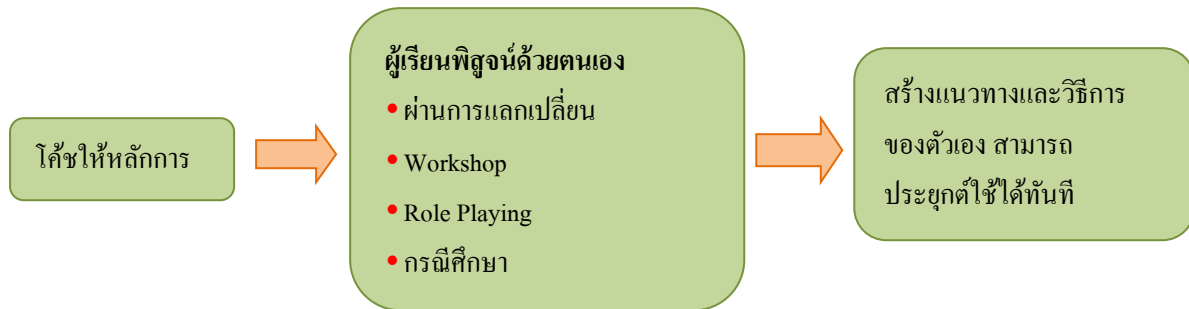 โค้ชให้หลักการ
ผู้เรียนพิสูจน์ด้วยตนเอง
• ผ่านการแลกเปลี่ยน
• Workshop
• Role Playing
• กรณีศึกษา
สร้างแนวทางและวิธีการ
ของตัวเอง สามารถ
ประยุกต์ใช้ได้ทันที